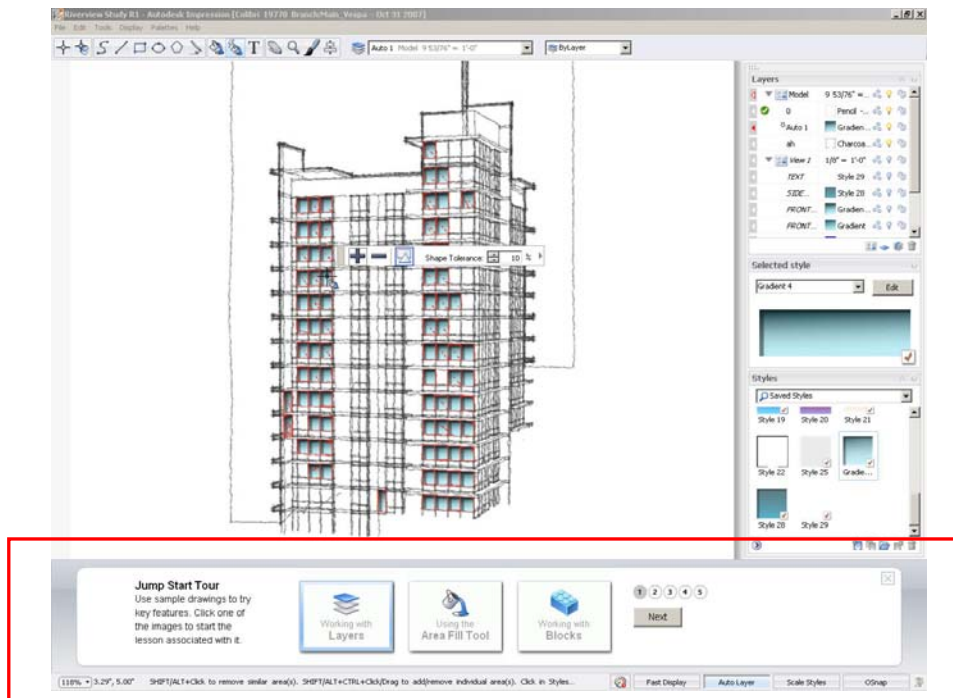 Riverview Study R1 - Autodesk Impression [Colibri 19770 Branch/Main_Vespa - Oct 31 2007]
File Edit Tools Display Palettes Help
Auto 1 Model 9 53/76" = 1'-0"
ByLayer
Layers
Model 9 53/76" =...
0 Pencil -...
Auto 1 Graden...
ah Charcoa...
View 2 1/8" = 1'-0"
TEXT Style 29
SIDE... Style 28
FRONT... Graden...
FRONT... Gradient
Shape Tolerance: 10 %
Selected style
Gradient 4
Edit
Styles
Saved Styles
Style 19 Style 20 Style 21
Style 22 Style 25 Gradie...
Style 28 Style 29
Jump Start Tour
Use sample drawings to try
key features. Click one of
the images to start the
lesson associated with it.
Working with
Layers
Using the
Area Fill Tool
Working with
Blocks
1 2 3 4 5
Next
118% 3.29", 5.00" SHIFT/ALT+Click to remove similar area(s). SHIFT/ALT+CTRL+Click/Drag to add/remove individual area(s). Click in Styles...
Fast Display Auto Layer Scale Styles OSnap